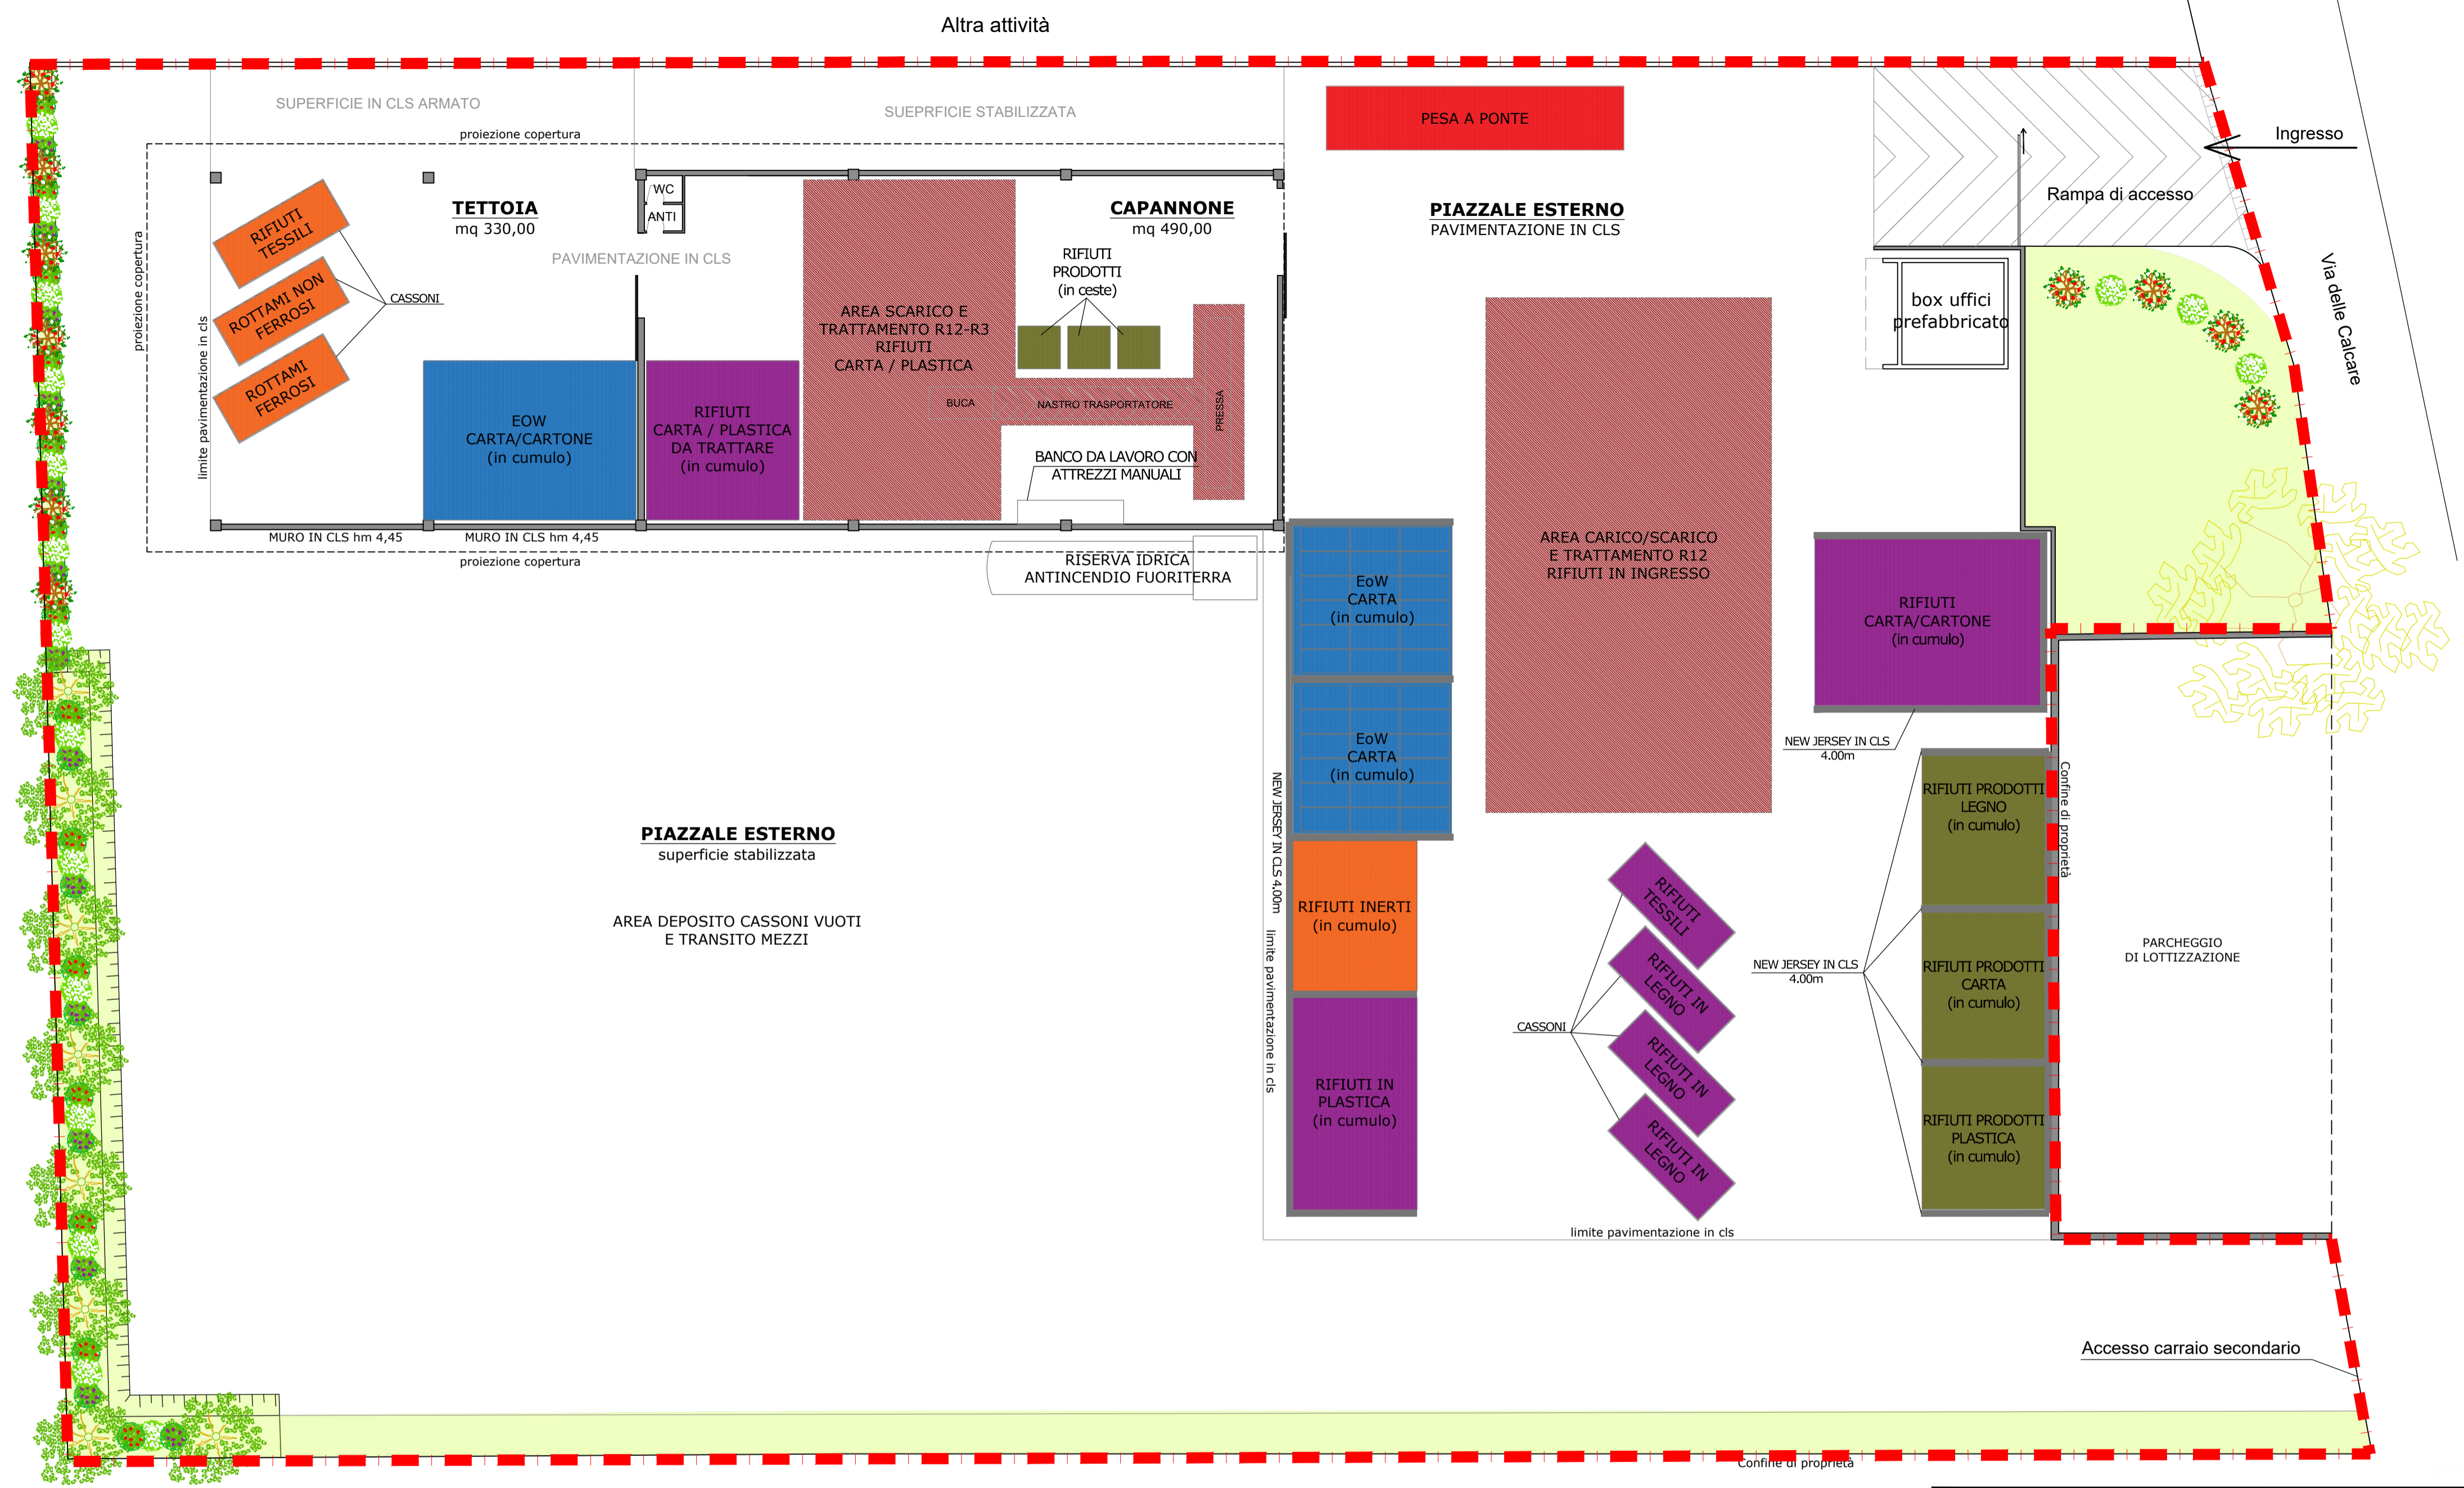 Altra attività
SUPERFICIE IN CLS ARMATO
SUEPRFICIE STABILIZZATA
proiezione copertura
PESA A PONTE
Ingresso
Rampa di accesso
Via delle Calcare
WC
ANTI
TETTOIA
mq 330,00
CAPANNONE
mq 490,00
PIAZZALE ESTERNO
PAVIMENTAZIONE IN CLS
PAVIMENTAZIONE IN CLS
proiezione copertura
limite pavimentazione in cls
RIFIUTI
TESSILI
ROTTAMI NON
FERROSI
ROTTAMI
FERROSI
CASSONI
RIFIUTI
PRODOTTI
(in ceste)
AREA SCARICO E
TRATTAMENTO R12-R3
RIFIUTI
CARTA / PLASTICA
BUCA
NASTRO TRASPORTATORE
PRESSA
box uffici
prefabbricato
EOW
CARTA/CARTONE
(in cumulo)
RIFIUTI
CARTA / PLASTICA
DA TRATTARE
(in cumulo)
BANCO DA LAVORO CON
ATTREZZI MANUALI
MURO IN CLS hm 4,45
MURO IN CLS hm 4,45
proiezione copertura
RISERVA IDRICA
ANTINCENDIO FUORITERRA
AREA CARICO/SCARICO
E TRATTAMENTO R12
RIFIUTI IN INGRESSO
EoW
CARTA
(in cumulo)
RIFIUTI
CARTA/CARTONE
(in cumulo)
EoW
CARTA
(in cumulo)
NEW JERSEY IN CLS
4.00m
NEW JERSEY IN CLS 4.00m
limite pavimentazione in cls
Confine di proprietà
RIFIUTI PRODOTTI
LEGNO
(in cumulo)
PIAZZALE ESTERNO
superficie stabilizzata
AREA DEPOSITO CASSONI VUOTI
E TRANSITO MEZZI
RIFIUTI INERTI
(in cumulo)
RIFIUTI
TESSILI
RIFIUTI IN
LEGNO
RIFIUTI IN
LEGNO
RIFIUTI IN
LEGNO
CASSONI
NEW JERSEY IN CLS
4.00m
RIFIUTI PRODOTTI
CARTA
(in cumulo)
PARCHEGGIO
DI LOTTIZZAZIONE
RIFIUTI IN
PLASTICA
(in cumulo)
RIFIUTI PRODOTTI
PLASTICA
(in cumulo)
limite pavimentazione in cls
Accesso carraio secondario
Confine di proprietà